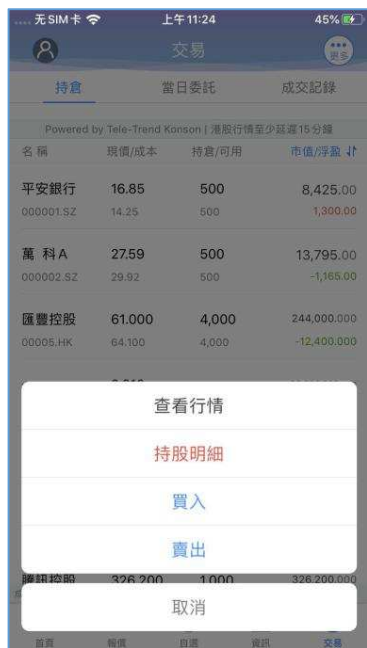 无SIM卡 上午11:24 45%
交易 更多
持倉 當日委託 成交記錄
Powered by Tele-Trend Konson | 港股行情至少延遲15分鐘
名稱 現價/成本 持倉/可用 市值/浮盈
平安銀行 16.85 500 8,425.00
000001.SZ 14.25 500 1,300.00
萬 科A 27.59 500 13,795.00
000002.SZ 29.92 500 -1,165.00
匯豐控股 61.000 4,000 244,000.000
00005.HK 64.100 4,000 -12,400.000
查看行情
持股明細
買入
賣出
騰訊控股 326.200 1,000 326,200.000
取消
首頁 報價 自選 資訊 交易